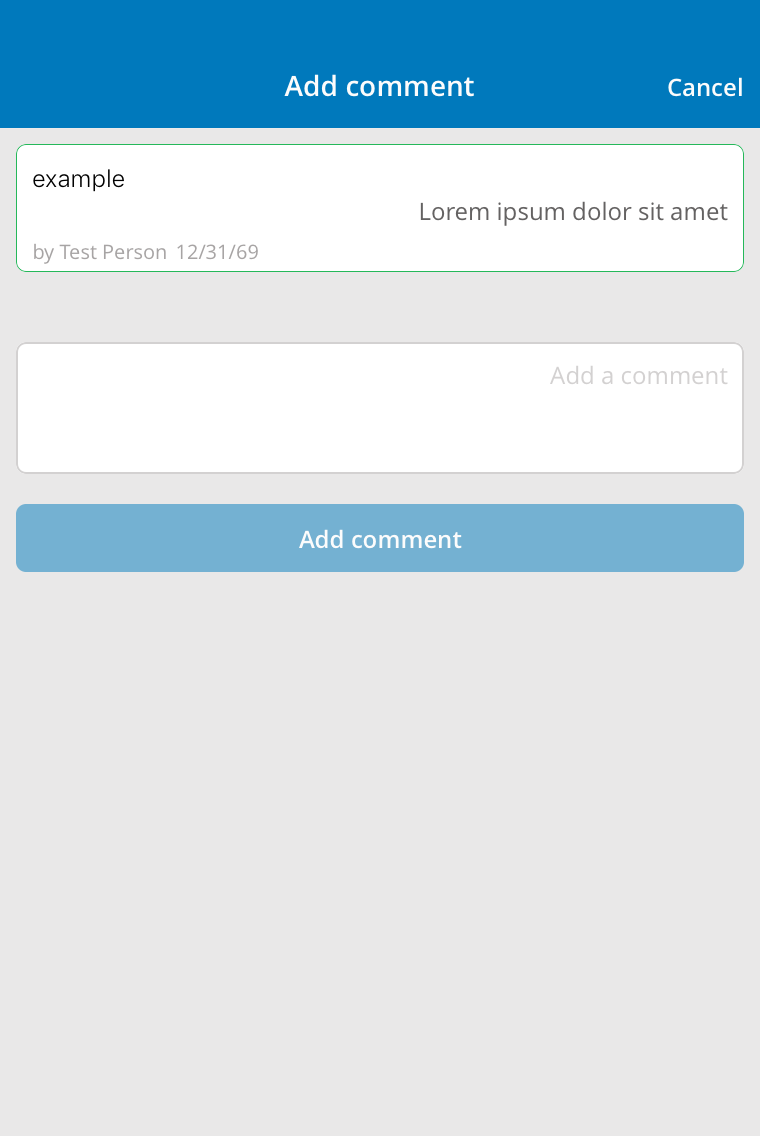 Add comment
Cancel
example
Lorem ipsum dolor sit amet
by Test Person 12/31/69
Add a comment
Add comment